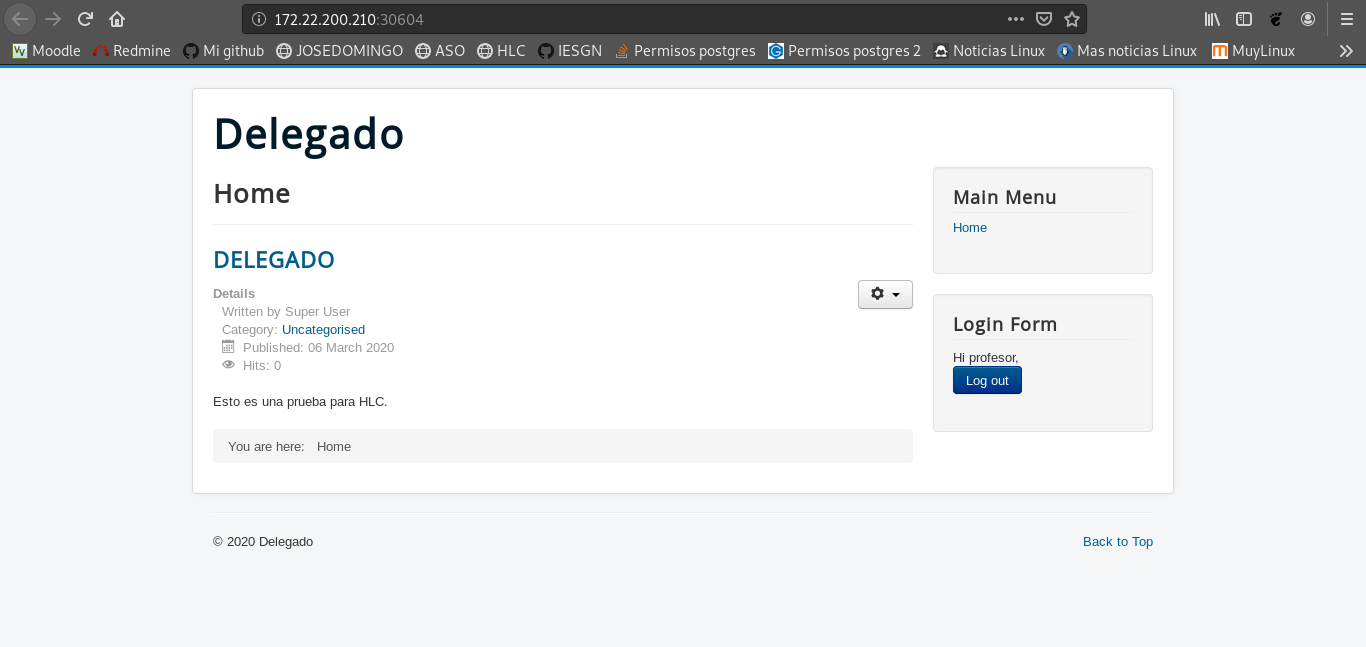 172.22.200.210:30604
Moodle Redmine Mi github JOSEDOMINGO ASO HLC IESGN Permisos postgres Permisos postgres 2 Noticias Linux Mas noticias Linux MuyLinux
Delegado
Home
DELEGADO
Details
Written by Super User
Category: Uncategorised
Published: 06 March 2020
Hits: 0
Esto es una prueba para HLC.
You are here: Home
Main Menu
Home
Login Form
Hi profesor,
Log out
© 2020 Delegado
Back to Top